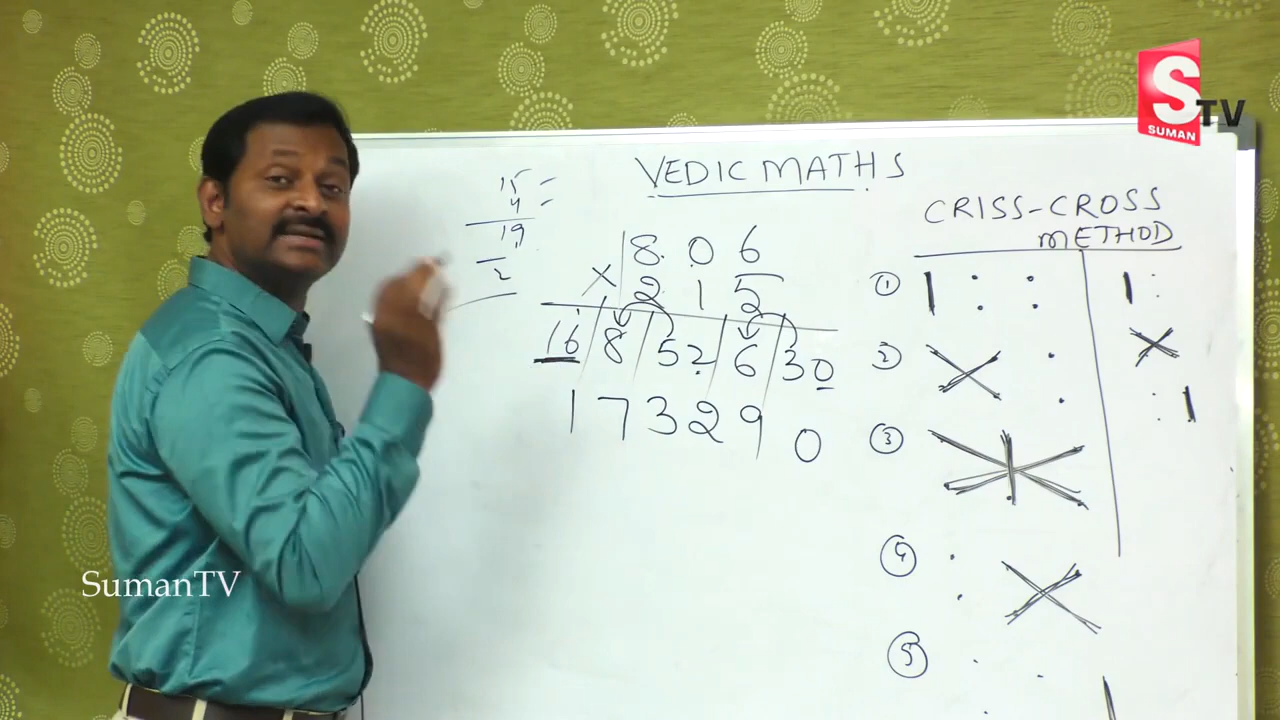 S TV
SUMAN
VEDIC MATHS
CRISS-CROSS
METHOD
15 =
4
19
2
8 0 6
× 2 1 5
16/8/52/6/30
1 7 3 2 9 0
1
2
3
4
5
SumanTV